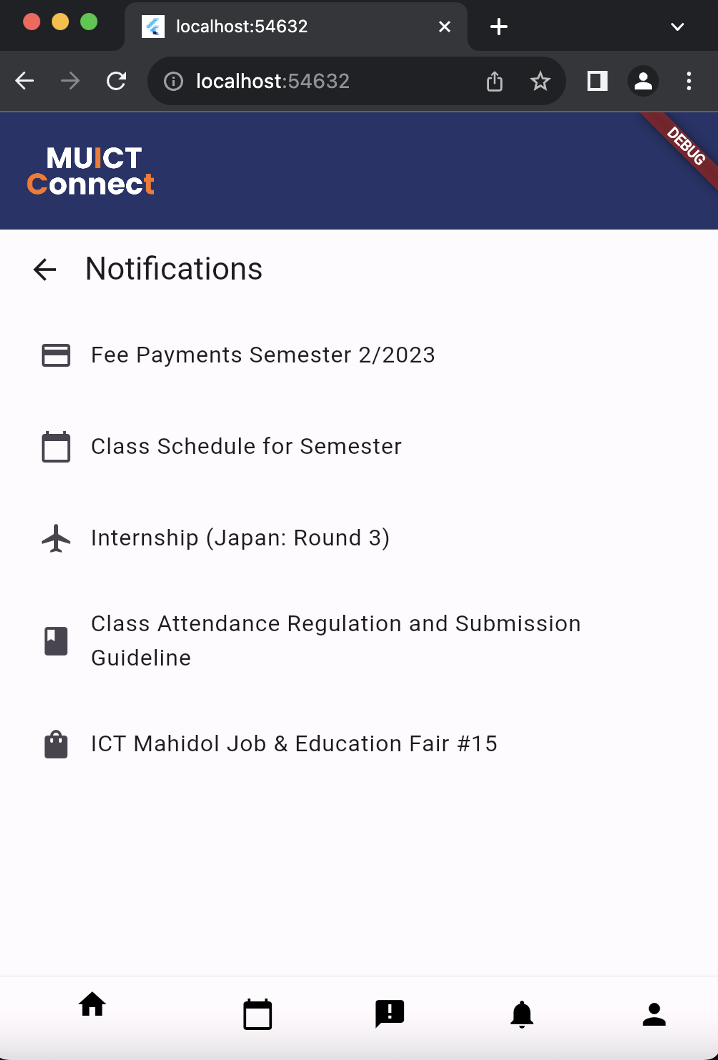 localhost:54632
localhost:54632
DEBUG
MUICT
Connect
Notifications
Fee Payments Semester 2/2023
Class Schedule for Semester
Internship (Japan: Round 3)
Class Attendance Regulation and Submission
Guideline
ICT Mahidol Job & Education Fair #15